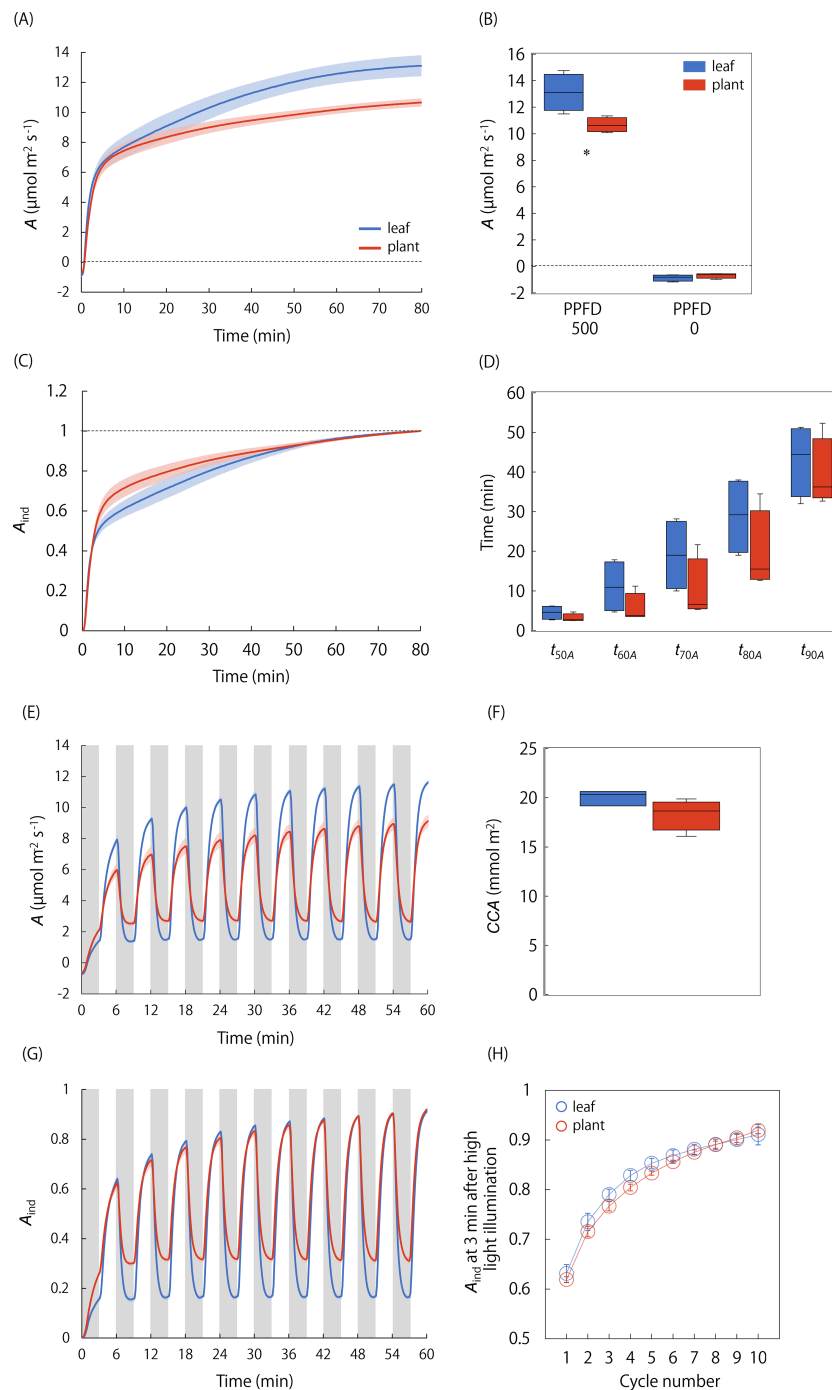 (A)
14
12
10
8
6
4
2
0
-2
A (μmol m⁻² s⁻¹)
leaf
plant
0 10 20 30 40 50 60 70 80
Time (min)
(B)
16
14
12
10
8
6
4
2
0
-2
A (μmol m⁻² s⁻¹)
leaf
plant
*
PPFD PPFD
500 0
(C)
1.2
1
0.8
0.6
0.4
0.2
0
A_ind
0 10 20 30 40 50 60 70 80
Time (min)
(D)
60
50
40
30
20
10
0
Time (min)
t50A t60A t70A t80A t90A
(E)
14
12
10
8
6
4
2
0
-2
A (μmol m⁻² s⁻¹)
0 6 12 18 24 30 36 42 48 54 60
Time (min)
(F)
25
20
15
10
5
0
CCA (mmol m²)
(G)
1
0.8
0.6
0.4
0.2
0
A_ind
0 6 12 18 24 30 36 42 48 54 60
Time (min)
(H)
1
0.9
0.8
0.7
0.6
0.5
A_ind at 3 min after high
light illumination
leaf
plant
1 2 3 4 5 6 7 8 9 10
Cycle number